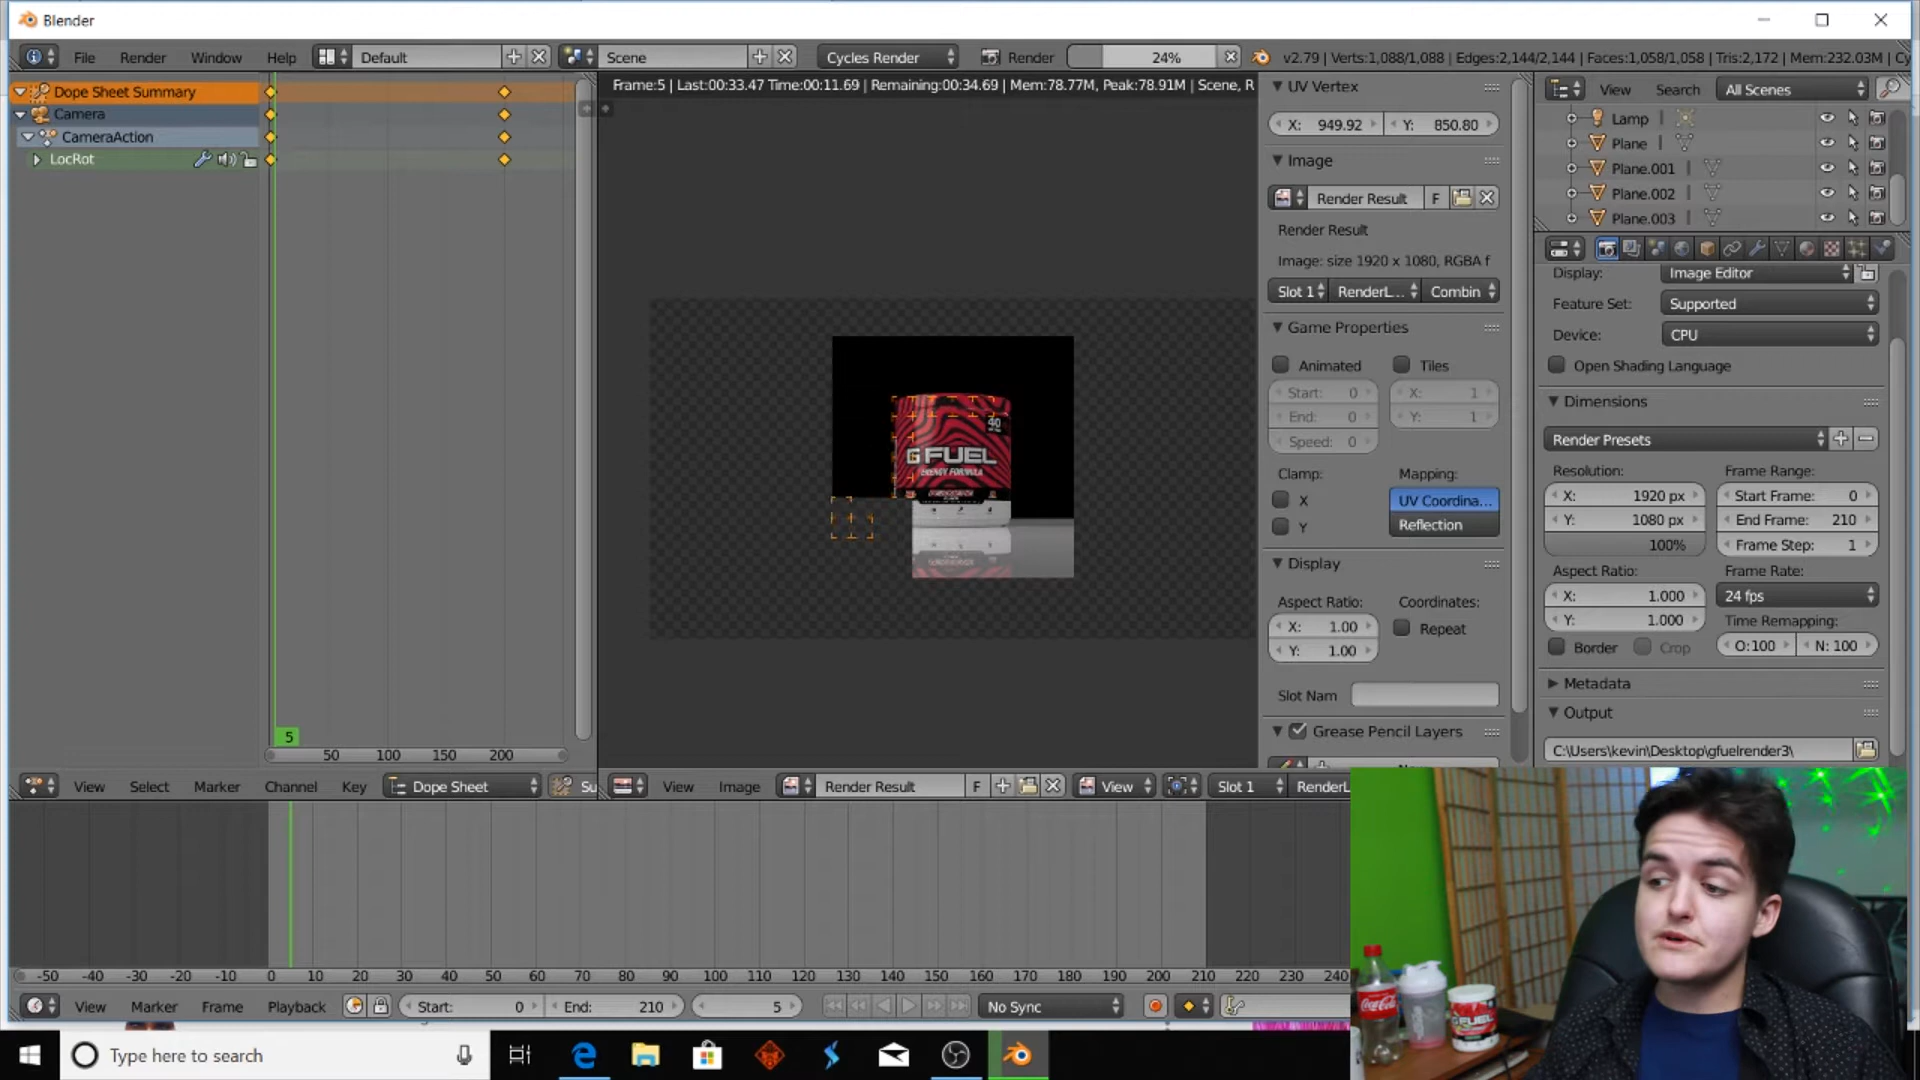 Blender
File Render Window Help Default Scene Cycles Render Render 24% v2.79 | Verts:1,088/1,088 | Edges:2,144/2,144 | Faces:1,058/1,058 | Tris:2,172 | Mem:232.03M | Cy
Dope Sheet Summary
Camera
CameraAction
LocRot
5
50 100 150 200
View Select Marker Channel Key Dope Sheet Su
Frame:5 | Last:00:33.47 Time:00:11.69 | Remaining:00:34.69 | Mem:78.77M, Peak:78.91M | Scene, R
40
G FUEL
ENERGY FORMULA
View Image Render Result F View Slot 1 RenderL
UV Vertex
X: 949.92 Y: 850.80
Image
Render Result F
Render Result
Image: size 1920 x 1080, RGBA f
Slot 1 RenderL... Combin
Game Properties
Animated Tiles
Start: 0 X: 1
End: 0 Y: 1
Speed: 0
Clamp: Mapping:
X UV Coordina...
Y Reflection
Display
Aspect Ratio: Coordinates:
X: 1.00 Repeat
Y: 1.00
Slot Nam
Grease Pencil Layers
View Search All Scenes
Lamp
Plane
Plane.001
Plane.002
Plane.003
Display: Image Editor
Feature Set: Supported
Device: CPU
Open Shading Language
Dimensions
Render Presets
Resolution: Frame Range:
X: 1920 px Start Frame: 0
Y: 1080 px End Frame: 210
100% Frame Step: 1
Aspect Ratio: Frame Rate:
X: 1.000 24 fps
Y: 1.000 Time Remapping:
Border Crop O:100 N: 100
Metadata
Output
C:\Users\kevin\Desktop\gfuelrender3\
-50 -40 -30 -20 -10 0 10 20 30 40 50 60 70 80 90 100 110 120 130 140 150 160 170 180 190 200 210 220 230 240
View Marker Frame Playback Start: 0 End: 210 5 No Sync
Coca-Cola
G FUEL
Type here to search